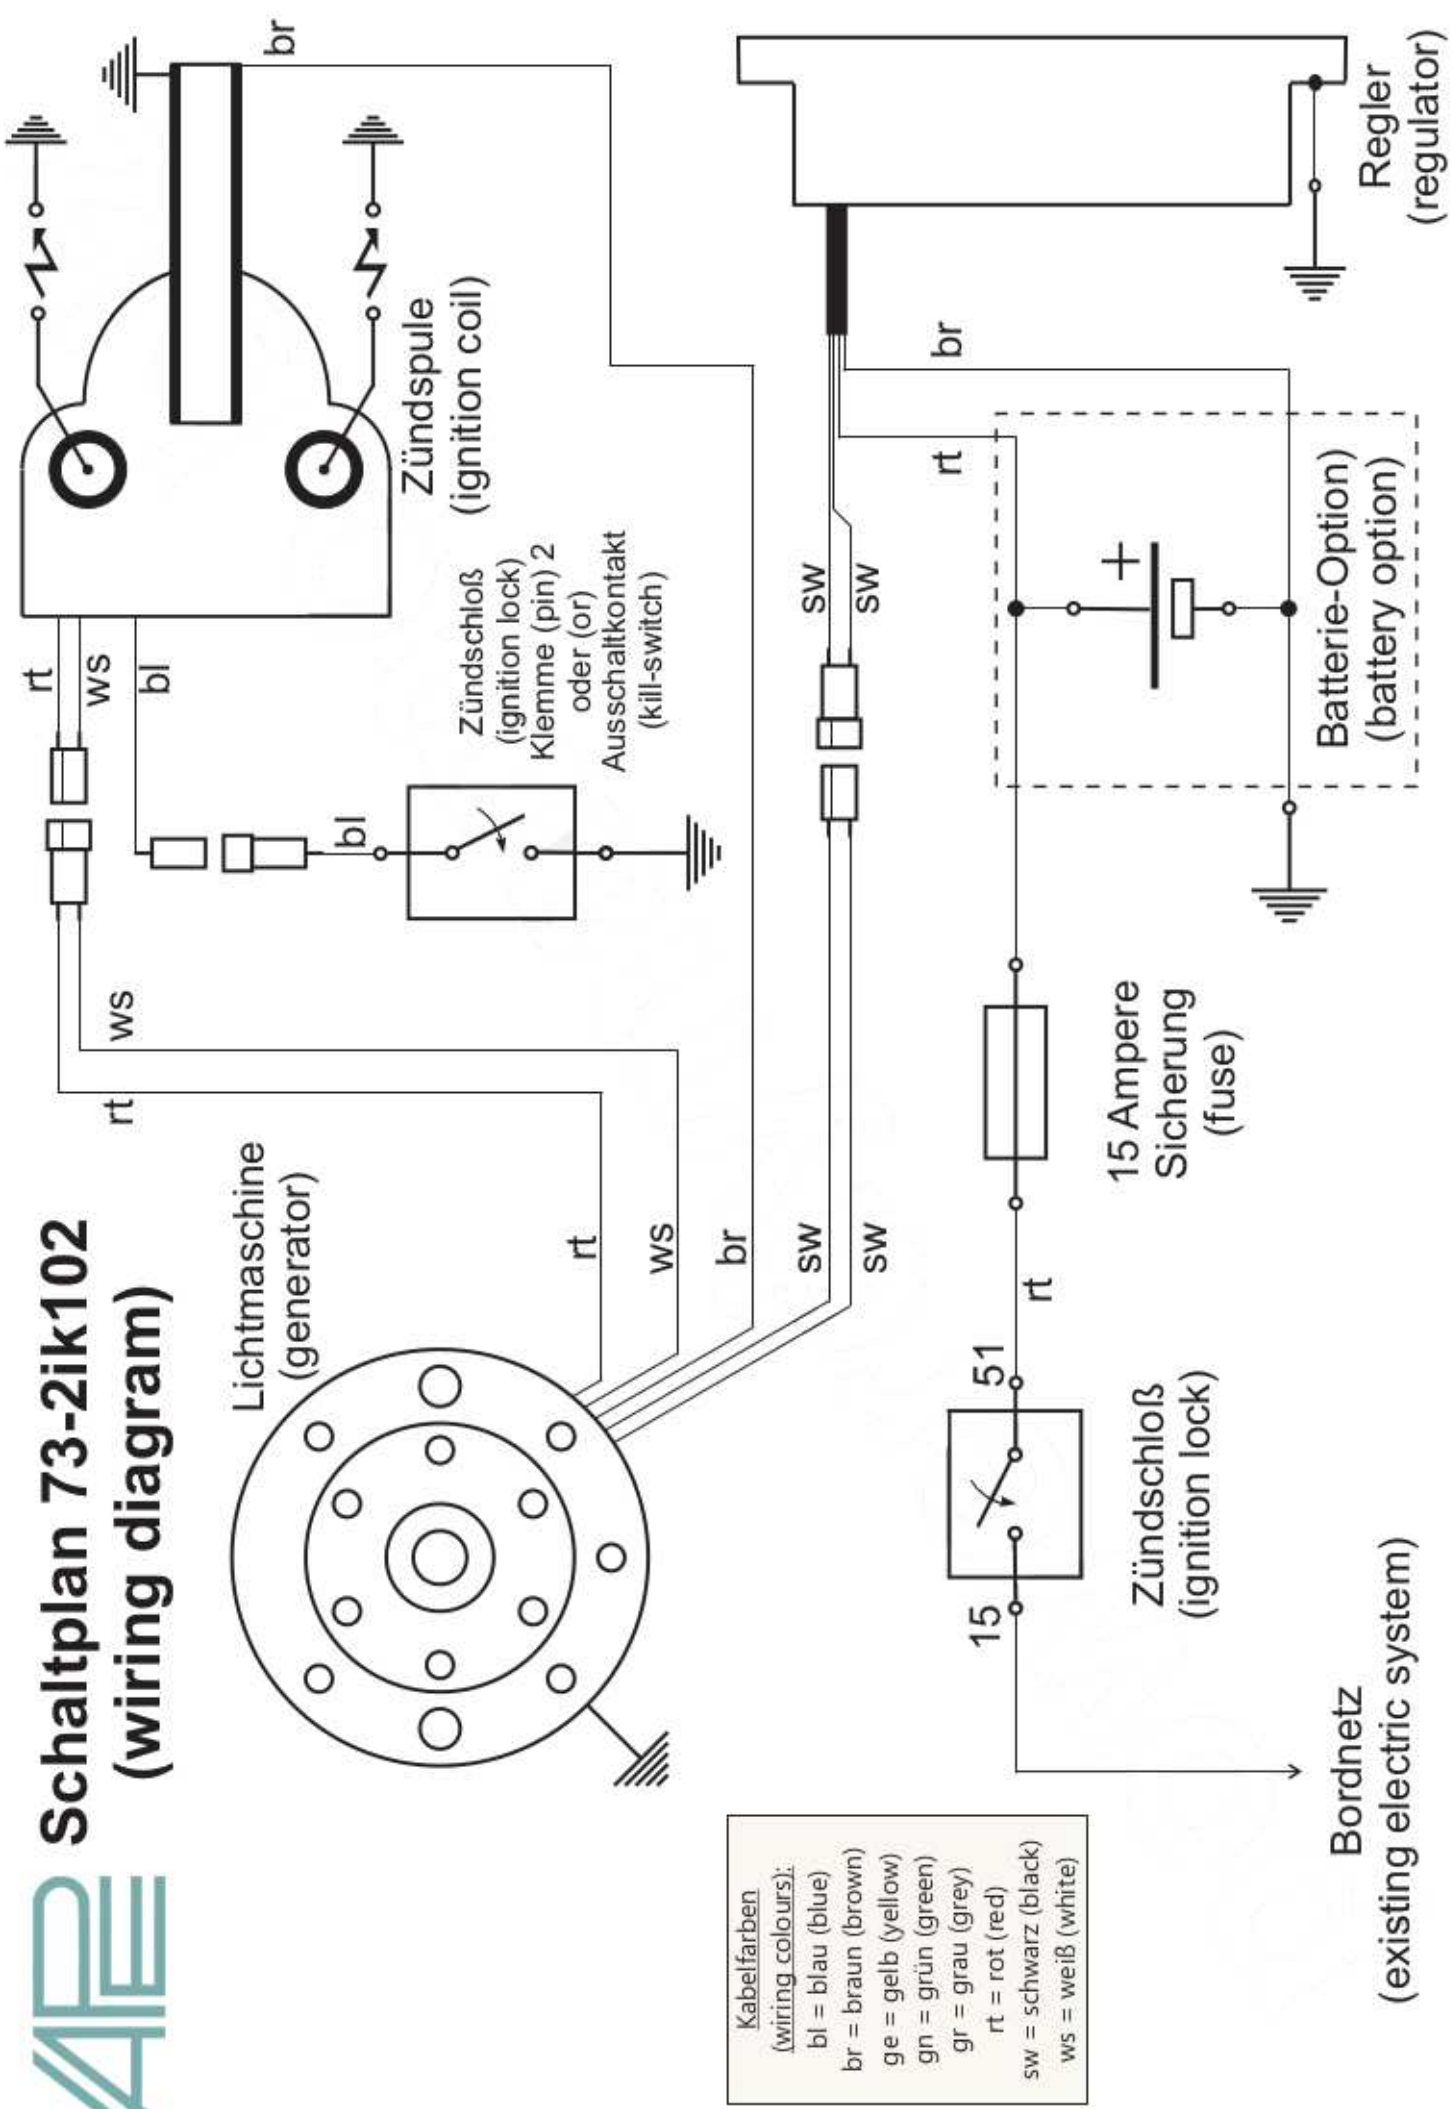 APE
Schaltplan 73-2ik102
(wiring diagram)
Lichtmaschine
(generator)
rt
ws
rt
ws
bl
br
Zündspule
(ignition coil)
bl
Zündschloß
(ignition lock)
Klemme (pin) 2
oder (or)
Ausschaltkontakt
(kill-switch)
rt
ws
br
sw
sw
sw
sw
rt
br
Regler
(regulator)
Batterie-Option)
(battery option)
+
15 Ampere
Sicherung
(fuse)
rt
51
15
Zündschloß
(ignition lock)
Bordnetz
(existing electric system)
Kabelfarben
(wiring colours):
bl = blau (blue)
br = braun (brown)
ge = gelb (yellow)
gn = grün (green)
gr = grau (grey)
rt = rot (red)
sw = schwarz (black)
ws = weiß (white)